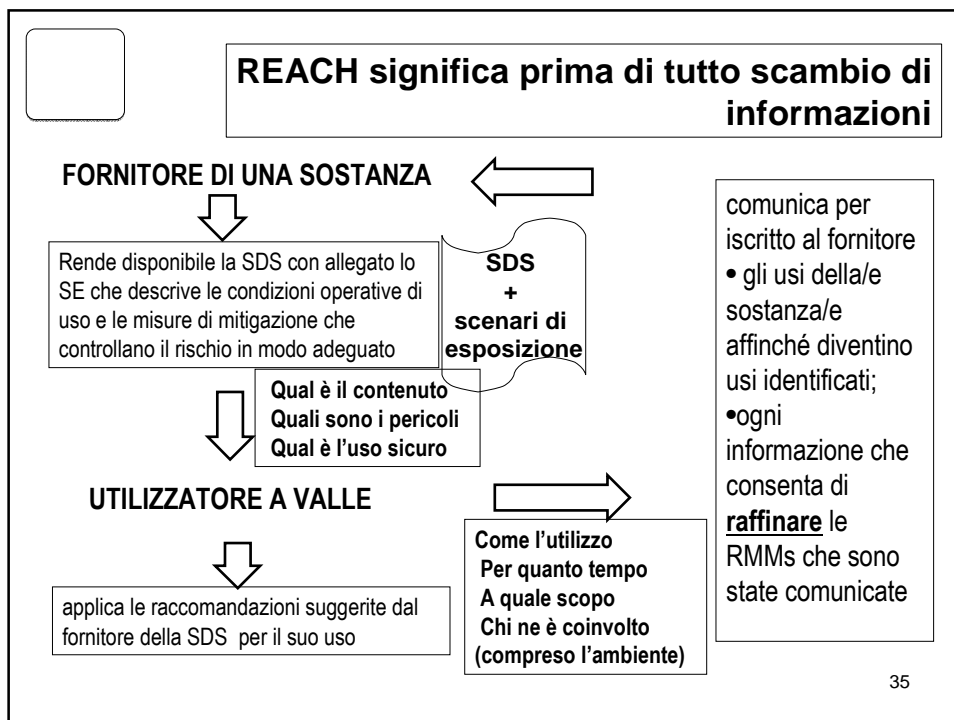 REACH significa prima di tutto scambio di
informazioni
FORNITORE DI UNA SOSTANZA
Rende disponibile la SDS con allegato lo
SE che descrive le condizioni operative di
uso e le misure di mitigazione che
controllano il rischio in modo adeguato
SDS
+
scenari di
esposizione
Qual è il contenuto
Quali sono i pericoli
Qual è l'uso sicuro
UTILIZZATORE A VALLE
applica le raccomandazioni suggerite dal
fornitore della SDS per il suo uso
Come l'utilizzo
Per quanto tempo
A quale scopo
Chi ne è coinvolto
(compreso l'ambiente)
comunica per
iscritto al fornitore
• gli usi della/e
sostanza/e
affinché diventino
usi identificati;
•ogni
informazione che
consenta di
raffinare le
RMMs che sono
state comunicate
35